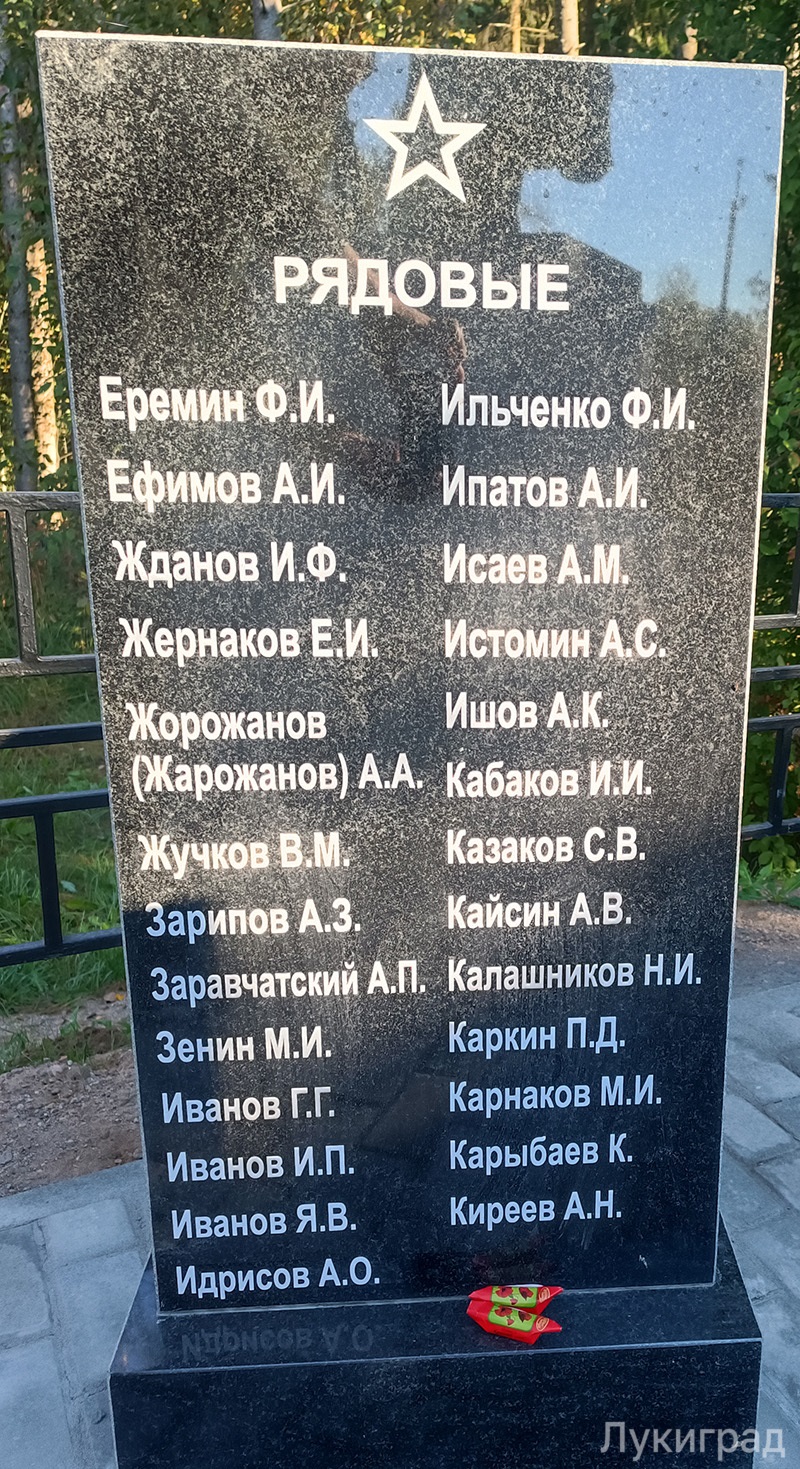 РЯДОВЫЕ
Еремин Ф.И.
Ефимов А.И.
Жданов И.Ф.
Жернаков Е.И.
Жорожанов
(Жарожанов) А.А.
Жучков В.М.
Зарипов А.З.
Заравчатский А.П.
Зенин М.И.
Иванов Г.Г.
Иванов И.П.
Иванов Я.В.
Идрисов А.О.
Ильченко Ф.И.
Ипатов А.И.
Исаев А.М.
Истомин А.С.
Ишов А.К.
Кабаков И.И.
Казаков С.В.
Кайсин А.В.
Калашников Н.И.
Каркин П.Д.
Карнаков М.И.
Карыбаев К.
Киреев А.Н.
Лукиград